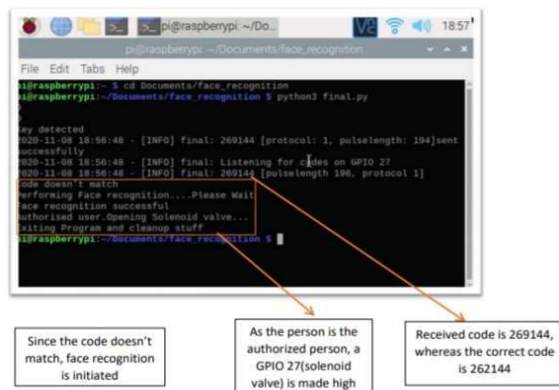 pi@raspberrypi: ~/Do...
18:57
pi@raspberrypi: ~/Documents/face_recognition
File Edit Tabs Help
pi@raspberrypi:~ $ cd Documents/face_recognition
pi@raspberrypi:~/Documents/face_recognition $ python3 final.py
Key detected
2020-11-08 18:56:48 - [INFO] final: 269144 [protocol: 1, pulselength: 194]sent
successfully
2020-11-08 18:56:48 - [INFO] final: Listening for codes on GPIO 27
2020-11-08 18:56:48 - [INFO] final: 269144 [pulselength 196, protocol 1]
Code doesn't match
Performing Face recognition....Please Wait
Face recognition successful
Authorised user.Opening Solenoid valve...
Exiting Program and cleanup stuff
pi@raspberrypi:~/Documents/face_recognition $
Since the code doesn't
match, face recognition
is initiated
As the person is the
authorized person, a
GPIO 27(solenoid
valve) is made high
Received code is 269144,
whereas the correct code
is 262144